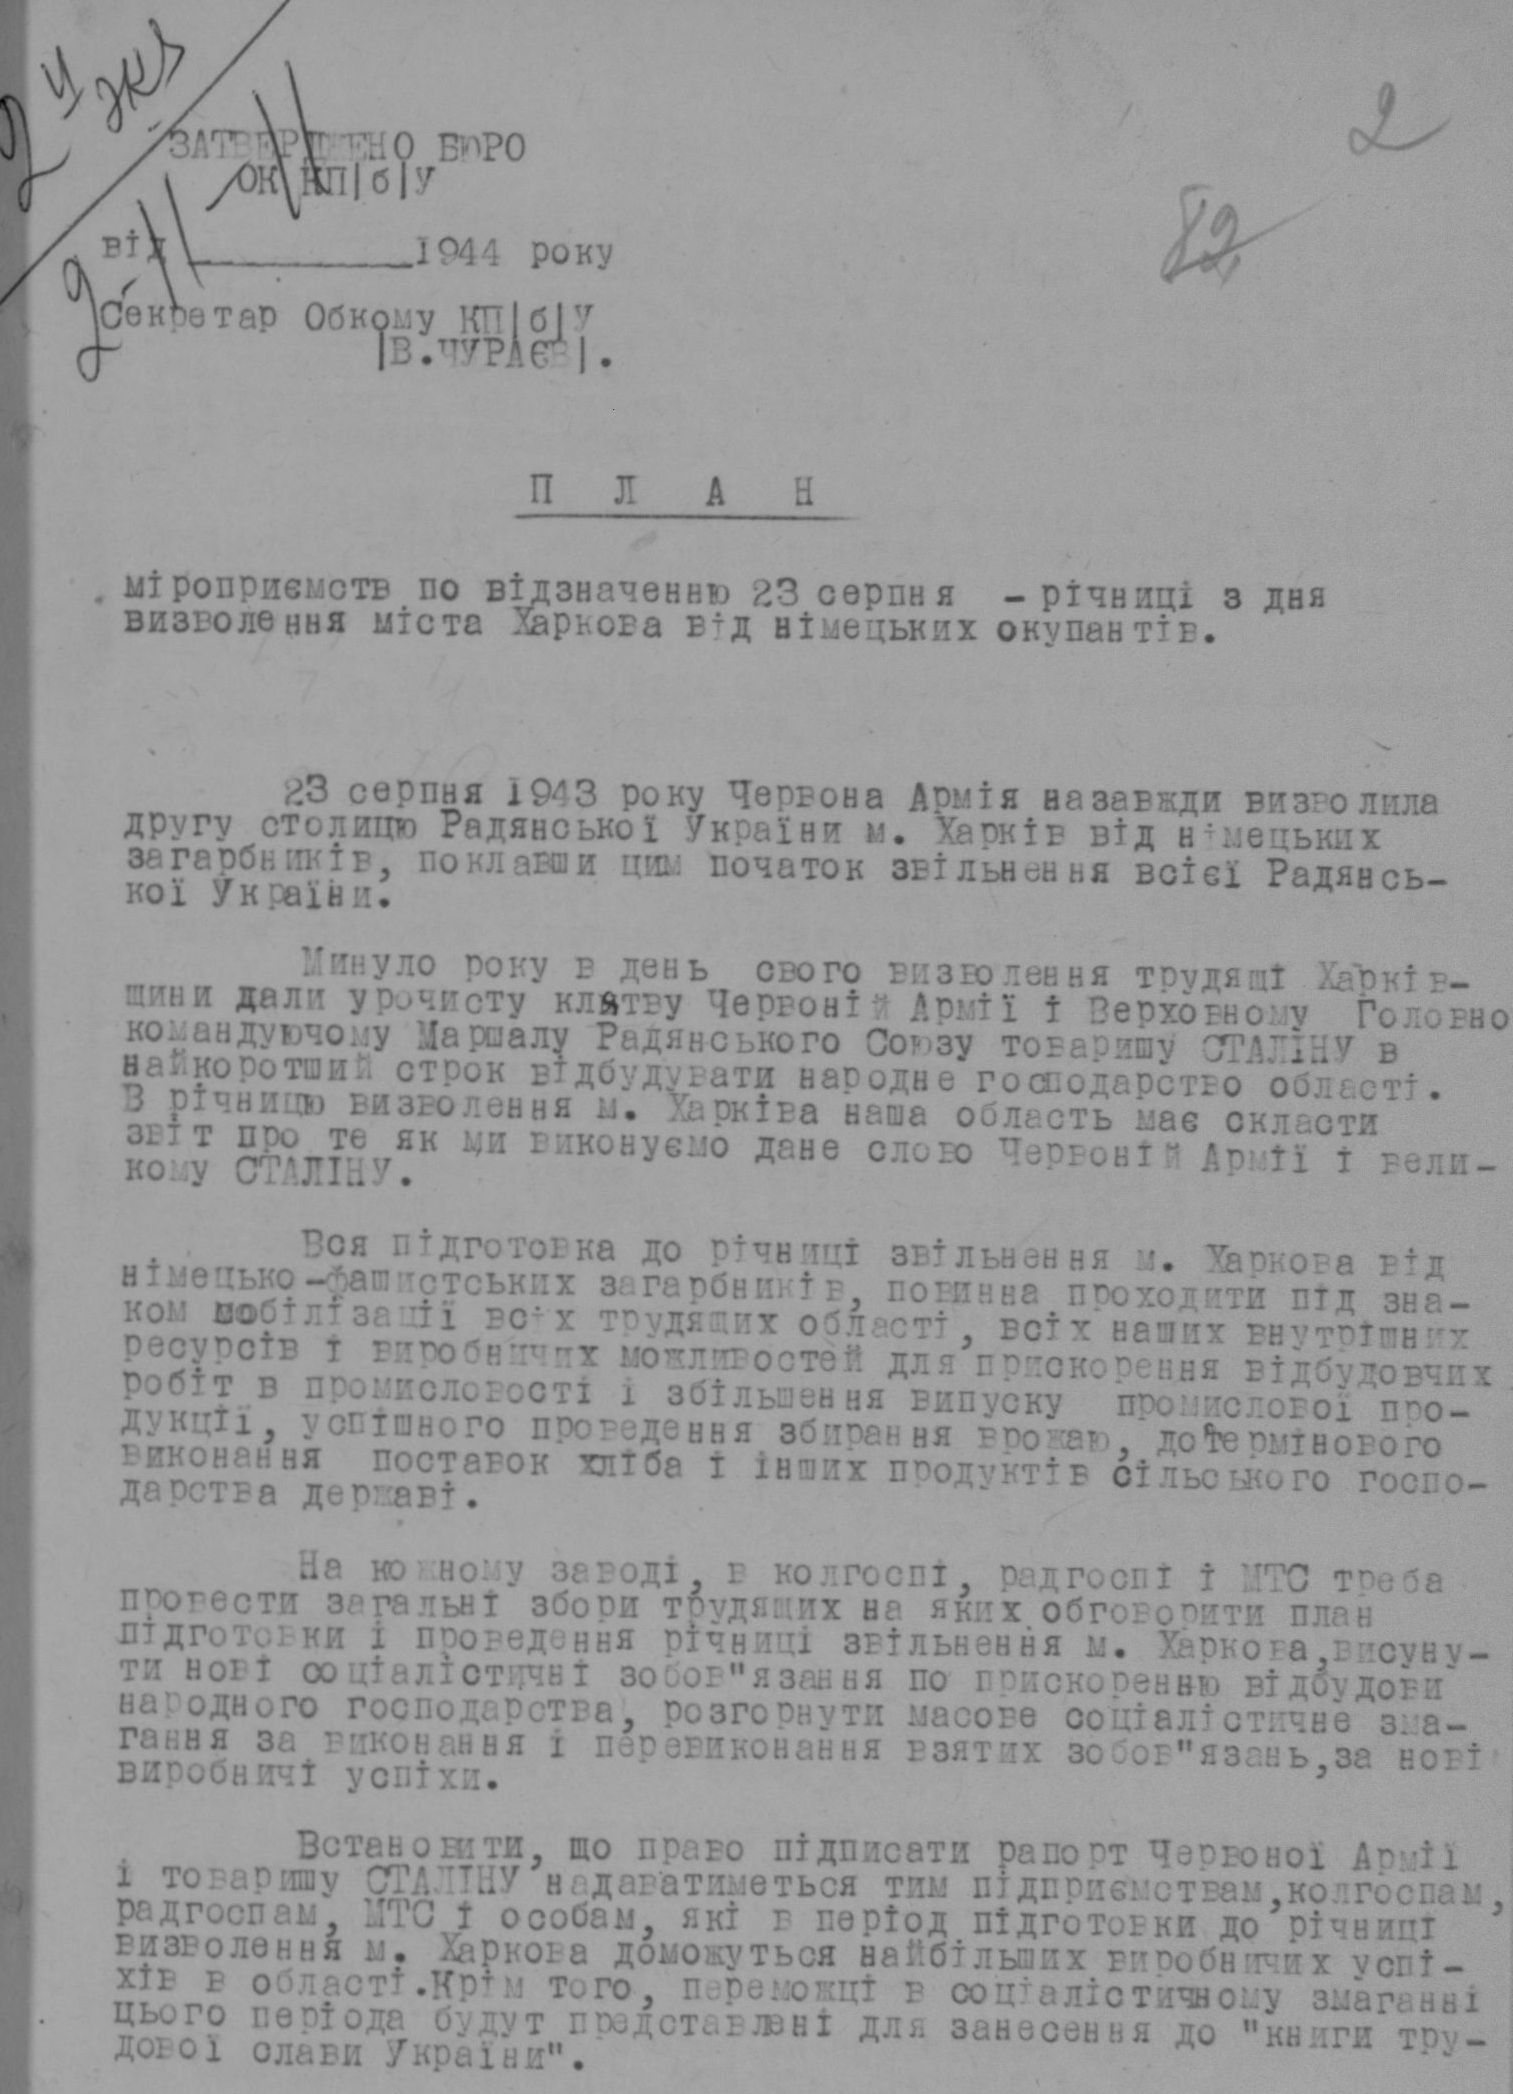 2
ЗАТВЕРДЖЕНО БЮРО
ОК КП|б|У
82
від ____________1944 року
Секретар Обкому КП|б|У
|В.ЧУРАЄВ|.
П Л А Н
міроприємств по відзначенню 23 серпня - річниці з дня
визволення міста Харкова від німецьких окупантів.
23 серпня 1943 року Червона Армія назавжди визволила
другу столицю Радянської України м. Харків від німецьких
загарбників, поклавши цим початок звільнення всієї Радянсь-
кої України.
Минуло року в день свого визволення трудящі Харків-
щини дали урочисту клятву Червоній Армії і Верховному Головно
командуючому Маршалу Радянського Союзу товаришу СТАЛІНУ в
найкоротший строк відбудувати народне господарство області.
В річницю визволення м. Харківа наша область має скласти
звіт про те як ми виконуємо дане слово Червоній Армії і вели-
кому СТАЛІНУ.
Вся підготовка до річниці звільнення м. Харкова від
німецько-фашистських загарбників, повинна проходити під зна-
ком мобілізації всіх трудящих області, всіх наших внутрішних
ресурсів і виробничих можливостей для прискорення відбудовчих
робіт в промисловості і збільшення випуску промислової про-
дукції, успішного проведення збирання врожаю, дотермінового
виконання поставок хліба і інших продуктів сільського госпо-
дарства державі.
На кожному заводі, в колгоспі, радгоспі і МТС треба
провести загальні збори трудящих на яких обговорити план
підготовки і проведення річниці звільнення м. Харкова,висуну-
ти нові соціалістичні зобов"язання по прискоренню відбудови
народного господарства, розгорнути масове соціалістичне зма-
гання за виконання і перевиконання взятих зобов"язань,за нові
виробничі успіхи.
Встановити, що право підписати рапорт Червоної Армії
і товаришу СТАЛІНУ надаватиметься тим підприємствам,колгоспам,
радгоспам, МТС і особам, які в період підготовки до річниці
визволення м. Харкова доможуться найбільших виробничих успі-
хів в області.Крім того, переможці в соціалістичному змаганні
цього періода будут представлені для занесення до "книги тру-
дової слави України".